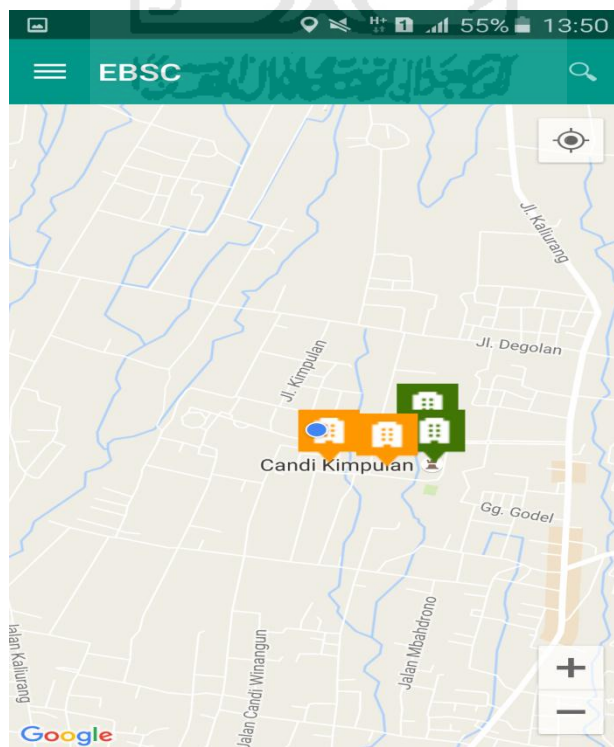 H+ 1 55% 13:50
EBSC
Jl. Kaliurang
Jl. Degolan
Jl. Kimpulan
Candi Kimpulan
Gg. Godel
Jalan Kaliurang
Jalan Candi Winangun
Jalan Mbahdrono
+
−
Google